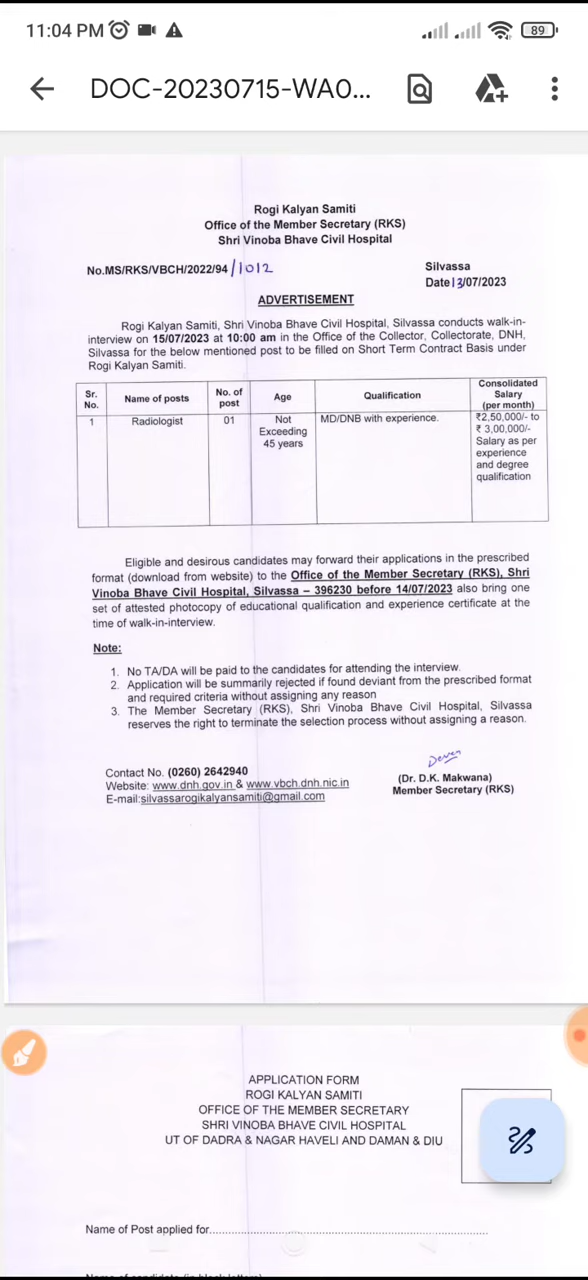 11:04 PM
89
DOC-20230715-WA0...
Rogi Kalyan Samiti
Office of the Member Secretary (RKS)
Shri Vinoba Bhave Civil Hospital
No.MS/RKS/VBCH/2022/94/1012
Silvassa
Date13/07/2023
ADVERTISEMENT
Rogi Kalyan Samiti, Shri Vinoba Bhave Civil Hospital, Silvassa conducts walk-in-
interview on 15/07/2023 at 10:00 am in the Office of the Collector, Collectorate, DNH,
Silvassa for the below mentioned post to be filled on Short Term Contract Basis under
Rogi Kalyan Samiti.
Sr. No.
Name of posts
No. of post
Age
Qualification
Consolidated Salary (per month)
1
Radiologist
01
Not Exceeding 45 years
MD/DNB with experience.
₹2,50,000/- to
₹ 3,00,000/-
Salary as per
experience
and degree
qualification
Eligible and desirous candidates may forward their applications in the prescribed
format (download from website) to the Office of the Member Secretary (RKS), Shri
Vinoba Bhave Civil Hospital, Silvassa – 396230 before 14/07/2023 also bring one
set of attested photocopy of educational qualification and experience certificate at the
time of walk-in-interview.
Note:
1. No TA/DA will be paid to the candidates for attending the interview.
2. Application will be summarily rejected if found deviant from the prescribed format
and required criteria without assigning any reason
3. The Member Secretary (RKS), Shri Vinoba Bhave Civil Hospital, Silvassa
reserves the right to terminate the selection process without assigning a reason.
Contact No. (0260) 2642940
Website: www.dnh.gov.in & www.vbch.dnh.nic.in
E-mail:silvassarogikalyansamiti@gmail.com
(Dr. D.K. Makwana)
Member Secretary (RKS)
APPLICATION FORM
ROGI KALYAN SAMITI
OFFICE OF THE MEMBER SECRETARY
SHRI VINOBA BHAVE CIVIL HOSPITAL
UT OF DADRA & NAGAR HAVELI AND DAMAN & DIU
Name of Post applied for